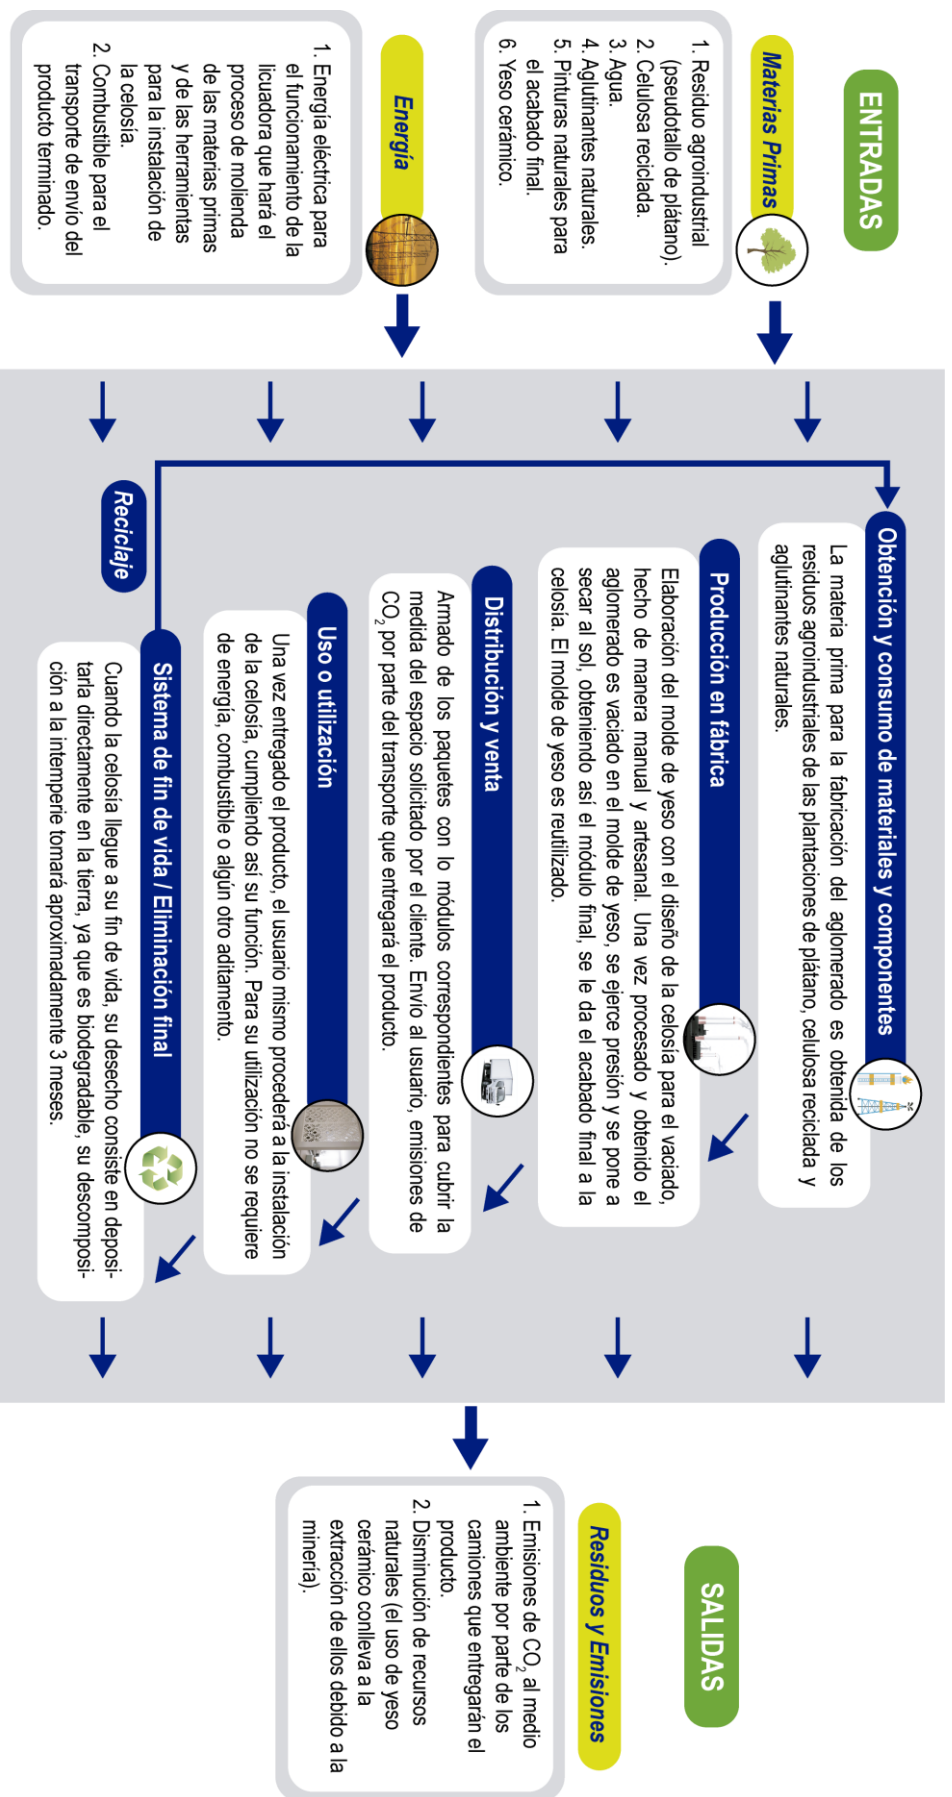 ENTRADAS
Materias Primas
1. Residuo agroindustrial
(pseudotallo de plátano).
2. Celulosa reciclada.
3. Agua.
4. Aglutinantes naturales.
5. Pinturas naturales para
el acabado final.
6. Yeso cerámico.
Energía
1. Energía eléctrica para
el funcionamiento de la
licuadora que hará el
proceso de molienda
de las materias primas
y de las herramientas
para la instalación de
la celosía.
2. Combustible para el
transporte de envío del
producto terminado.
Obtención y consumo de materiales y componentes
La materia prima para la fabricación del aglomerado es obtenida de los
residuos agroindustriales de las plantaciones de plátano, celulosa reciclada y
aglutinantes naturales.
Producción en fábrica
Elaboración del molde de yeso con el diseño de la celosía para el vaciado,
hecho de manera manual y artesanal. Una vez procesado y obtenido el
aglomerado es vaciado en el molde de yeso, se ejerce presión y se pone a
secar al sol, obteniendo así el módulo final, se le da el acabado final a la
celosía. El molde de yeso es reutilizado.
Distribución y venta
Armado de los paquetes con lo módulos correspondientes para cubrir la
medida del espacio solicitado por el cliente. Envío al usuario, emisiones de
CO₂ por parte del transporte que entregará el producto.
Uso o utilización
Una vez entregado el producto, el usuario mismo procederá a la instalación
de la celosía, cumpliendo así su función. Para su utilización no se requiere
de energía, combustible o algún otro aditamento.
Reciclaje
Sistema de fin de vida / Eliminación final
Cuando la celosía llegue a su fin de vida, su desecho consiste en deposi-
tarla directamente en la tierra, ya que es biodegradable, su descomposi-
ción a la intemperie tomará aproximadamente 3 meses.
SALIDAS
Residuos y Emisiones
1. Emisiones de CO₂ al medio
ambiente por parte de los
camiones que entregarán el
producto.
2. Disminución de recursos
naturales (el uso de yeso
cerámico conlleva a la
extracción de ellos debido a la
minería).